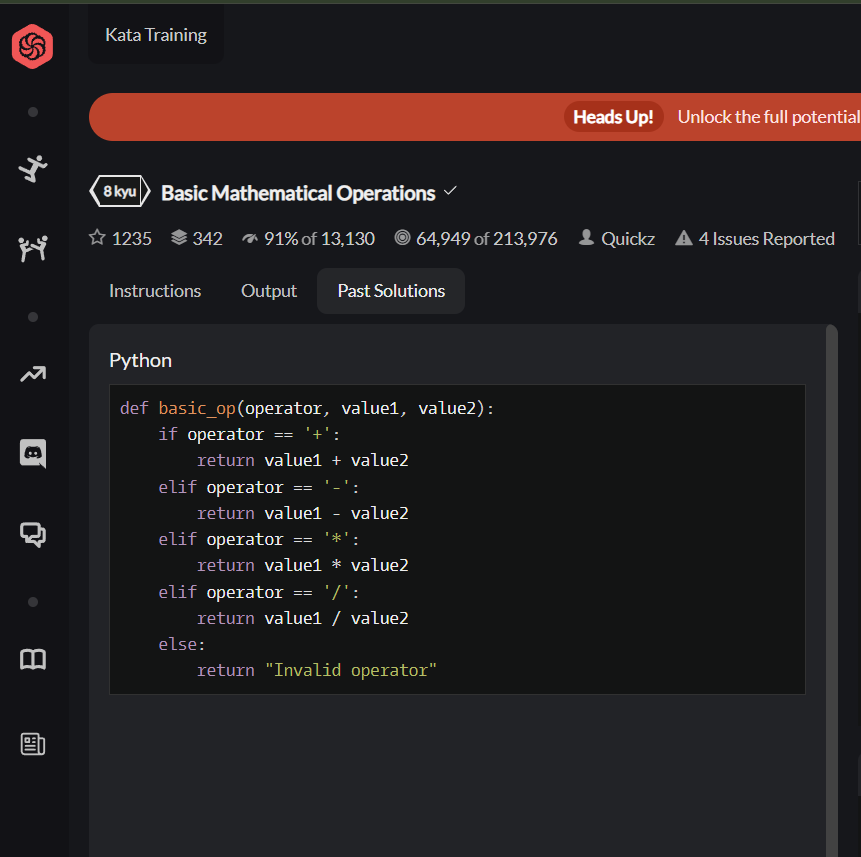 Kata Training
Heads Up! Unlock the full potential
8 kyu Basic Mathematical Operations
1235 342 91% of 13,130 64,949 of 213,976 Quickz 4 Issues Reported
Instructions Output Past Solutions
Python
def basic_op(operator, value1, value2):
    if operator == '+':
        return value1 + value2
    elif operator == '-':
        return value1 - value2
    elif operator == '*':
        return value1 * value2
    elif operator == '/':
        return value1 / value2
    else:
        return "Invalid operator"